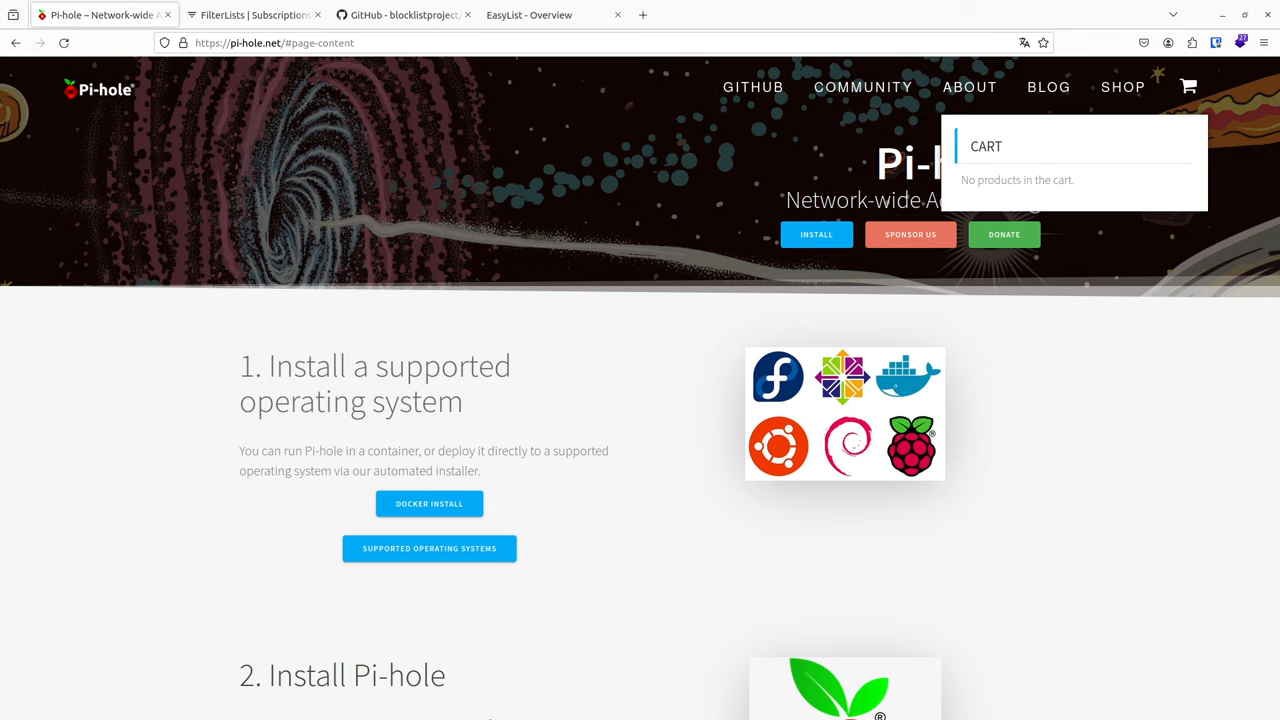 Pi-hole – Network-wide A
FilterLists | Subscriptions
GitHub - blocklistproject/
EasyList - Overview
https://pi-hole.net/#page-content
27
Pi-hole
GITHUB
COMMUNITY
ABOUT
BLOG
SHOP
CART
No products in the cart.
Pi-h
Network-wide A
INSTALL
SPONSOR US
DONATE
1. Install a supported
operating system
You can run Pi-hole in a container, or deploy it directly to a supported
operating system via our automated installer.
DOCKER INSTALL
SUPPORTED OPERATING SYSTEMS
2. Install Pi-hole